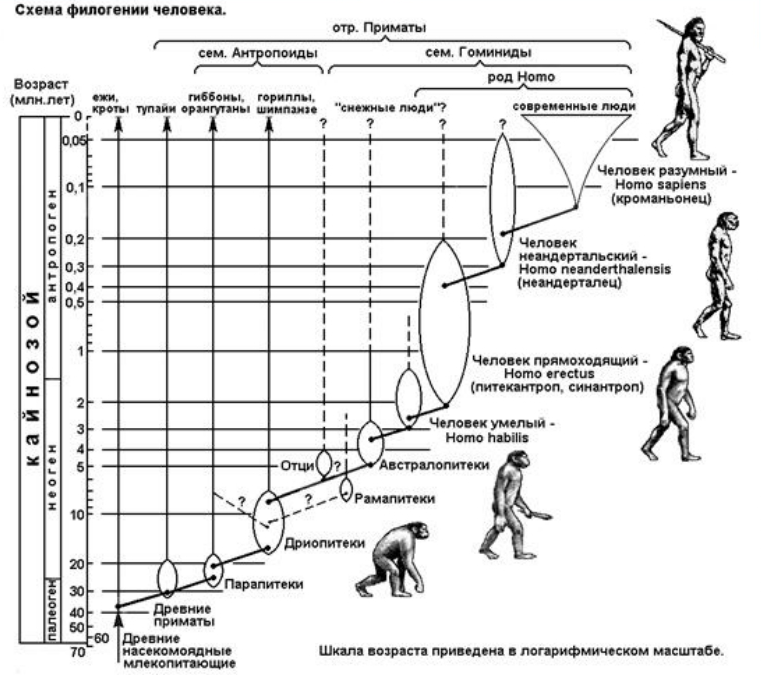 Схема филогении человека.
отр. Приматы
сем. Антропоиды
сем. Гоминиды
род Homo
Возраст
(млн.лет)
ежи,
кроты
тупайи
гиббоны,
орангутаны
гориллы,
шимпанзе
"снежные люди"?
современные люди
?
?
?
?
0
0,05
0,1
0,2
0,3
0,4
0,5
1
2
3
4
5
10
20
30
40
50
60
70
кайнозой
антропоген
неоген
палеоген
Человек разумный -
Homo sapiens
(кроманьонец)
Человек
неандертальский -
Homo neanderthalensis
(неандерталец)
Человек прямоходящий -
Homo erectus
(питекантроп, синантроп)
Человек умелый -
Homo habilis
Отци
?
Австралопитеки
?
?
Рамапитеки
Дриопитеки
Парапитеки
Древние
приматы
Древние
насекомоядные
млекопитающие
Шкала возраста приведена в логарифмическом масштабе.